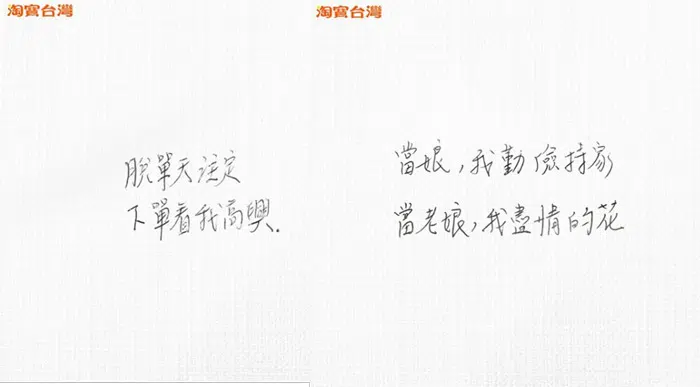 淘寶台灣
脫單天注定
下單看我高興.
淘寶台灣
當娘，我勤儉持家
當老娘，我盡情的花